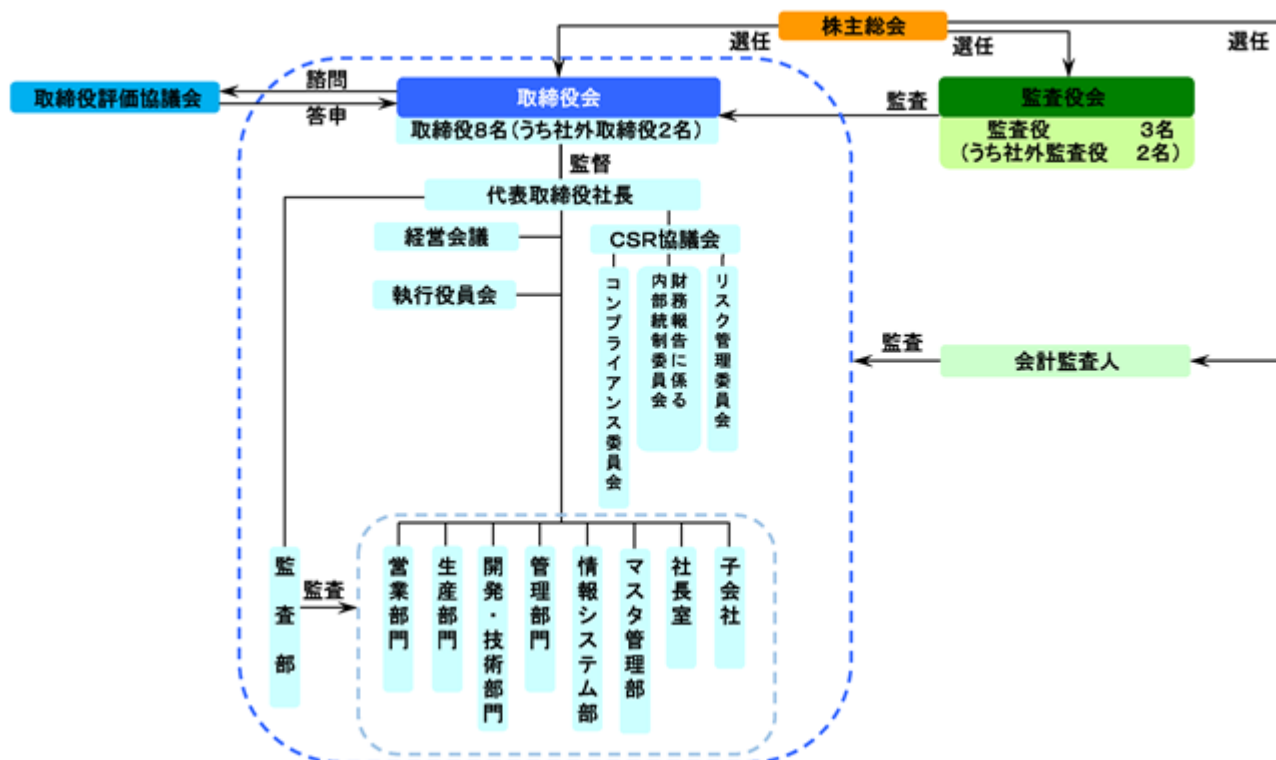 株主総会
選任
選任
選任
諮問
取締役評価協議会
答申
取締役会
取締役8名(うち社外取締役2名)
監査
監査役会
監査役 3名
(うち社外監査役 2名)
監督
代表取締役社長
経営会議
CSR協議会
執行役員会
コンプライアンス委員会
財務報告に係る
内部統制委員会
リスク管理委員会
監査
会計監査人
監査部
監査
営業部門
生産部門
開発・技術部門
管理部門
情報システム部
マスタ管理部
社長室
子会社